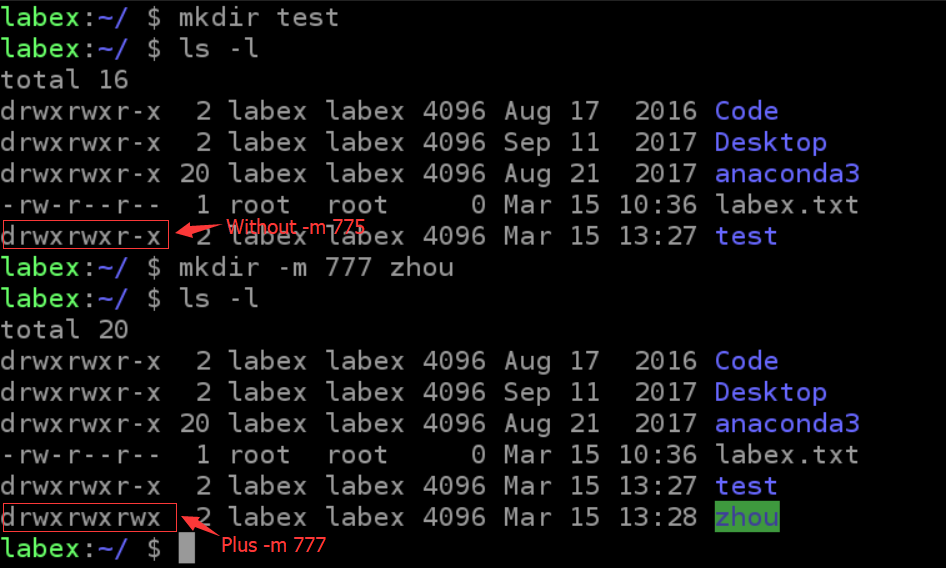 labex:~/ $ mkdir test
labex:~/ $ ls -l
total 16
drwxrwxr-x  2 labex labex 4096 Aug 17  2016 Code
drwxrwxr-x  2 labex labex 4096 Sep 11  2017 Desktop
drwxrwxr-x 20 labex labex 4096 Aug 21  2017 anaconda3
-rw-r--r--  1 root  root     0 Mar 15 10:36 labex.txt
drwxrwxr-x  2 labex labex 4096 Mar 15 13:27 test
Without -m 775
labex:~/ $ mkdir -m 777 zhou
labex:~/ $ ls -l
total 20
drwxrwxr-x  2 labex labex 4096 Aug 17  2016 Code
drwxrwxr-x  2 labex labex 4096 Sep 11  2017 Desktop
drwxrwxr-x 20 labex labex 4096 Aug 21  2017 anaconda3
-rw-r--r--  1 root  root     0 Mar 15 10:36 labex.txt
drwxrwxr-x  2 labex labex 4096 Mar 15 13:27 test
drwxrwxrwx  2 labex labex 4096 Mar 15 13:28 zhou
Plus -m 777
labex:~/ $